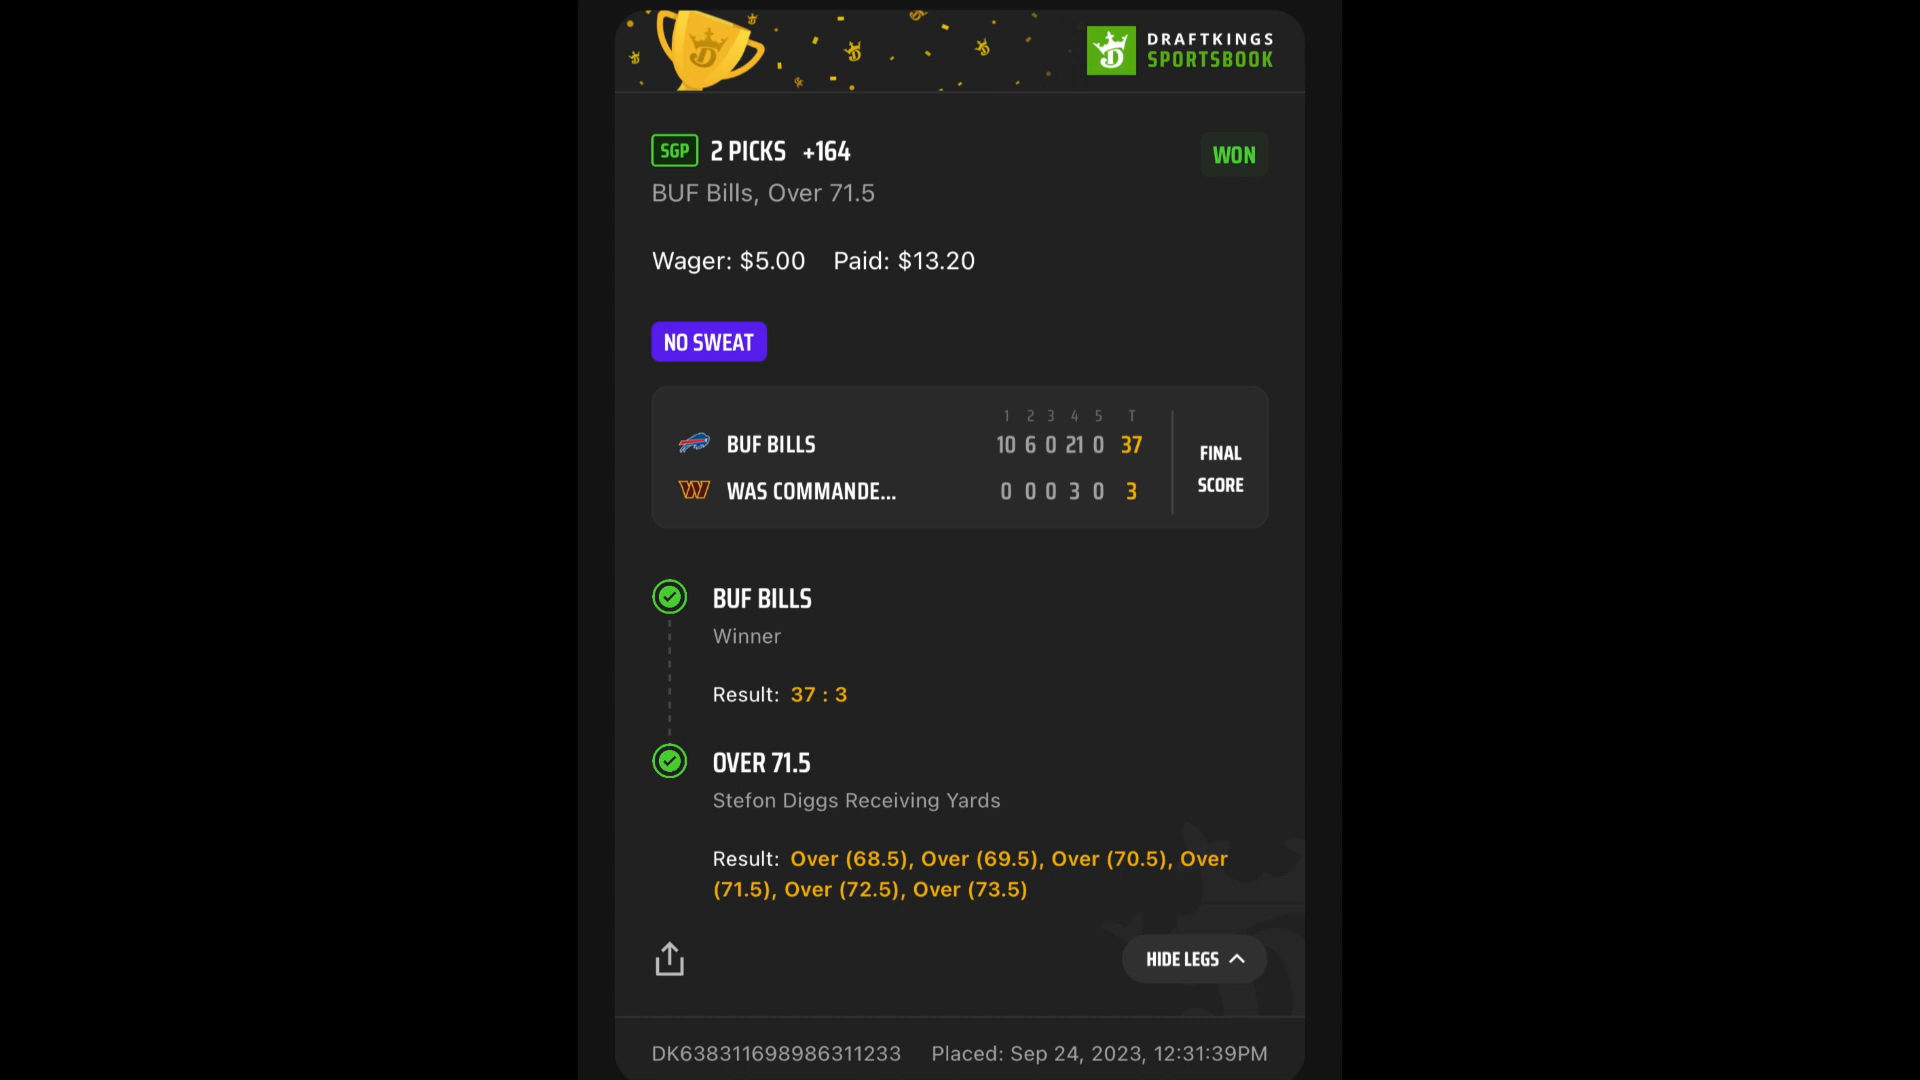 DRAFTKINGS
SPORTSBOOK
SGP 2 PICKS +164
WON
BUF Bills, Over 71.5
Wager: $5.00 Paid: $13.20
NO SWEAT
1 2 3 4 5 T
BUF BILLS 10 6 0 21 0 37
WAS COMMANDE... 0 0 0 3 0 3
FINAL
SCORE
BUF BILLS
Winner
Result: 37 : 3
OVER 71.5
Stefon Diggs Receiving Yards
Result: Over (68.5), Over (69.5), Over (70.5), Over
(71.5), Over (72.5), Over (73.5)
HIDE LEGS
DK638311698986311233 Placed: Sep 24, 2023, 12:31:39PM